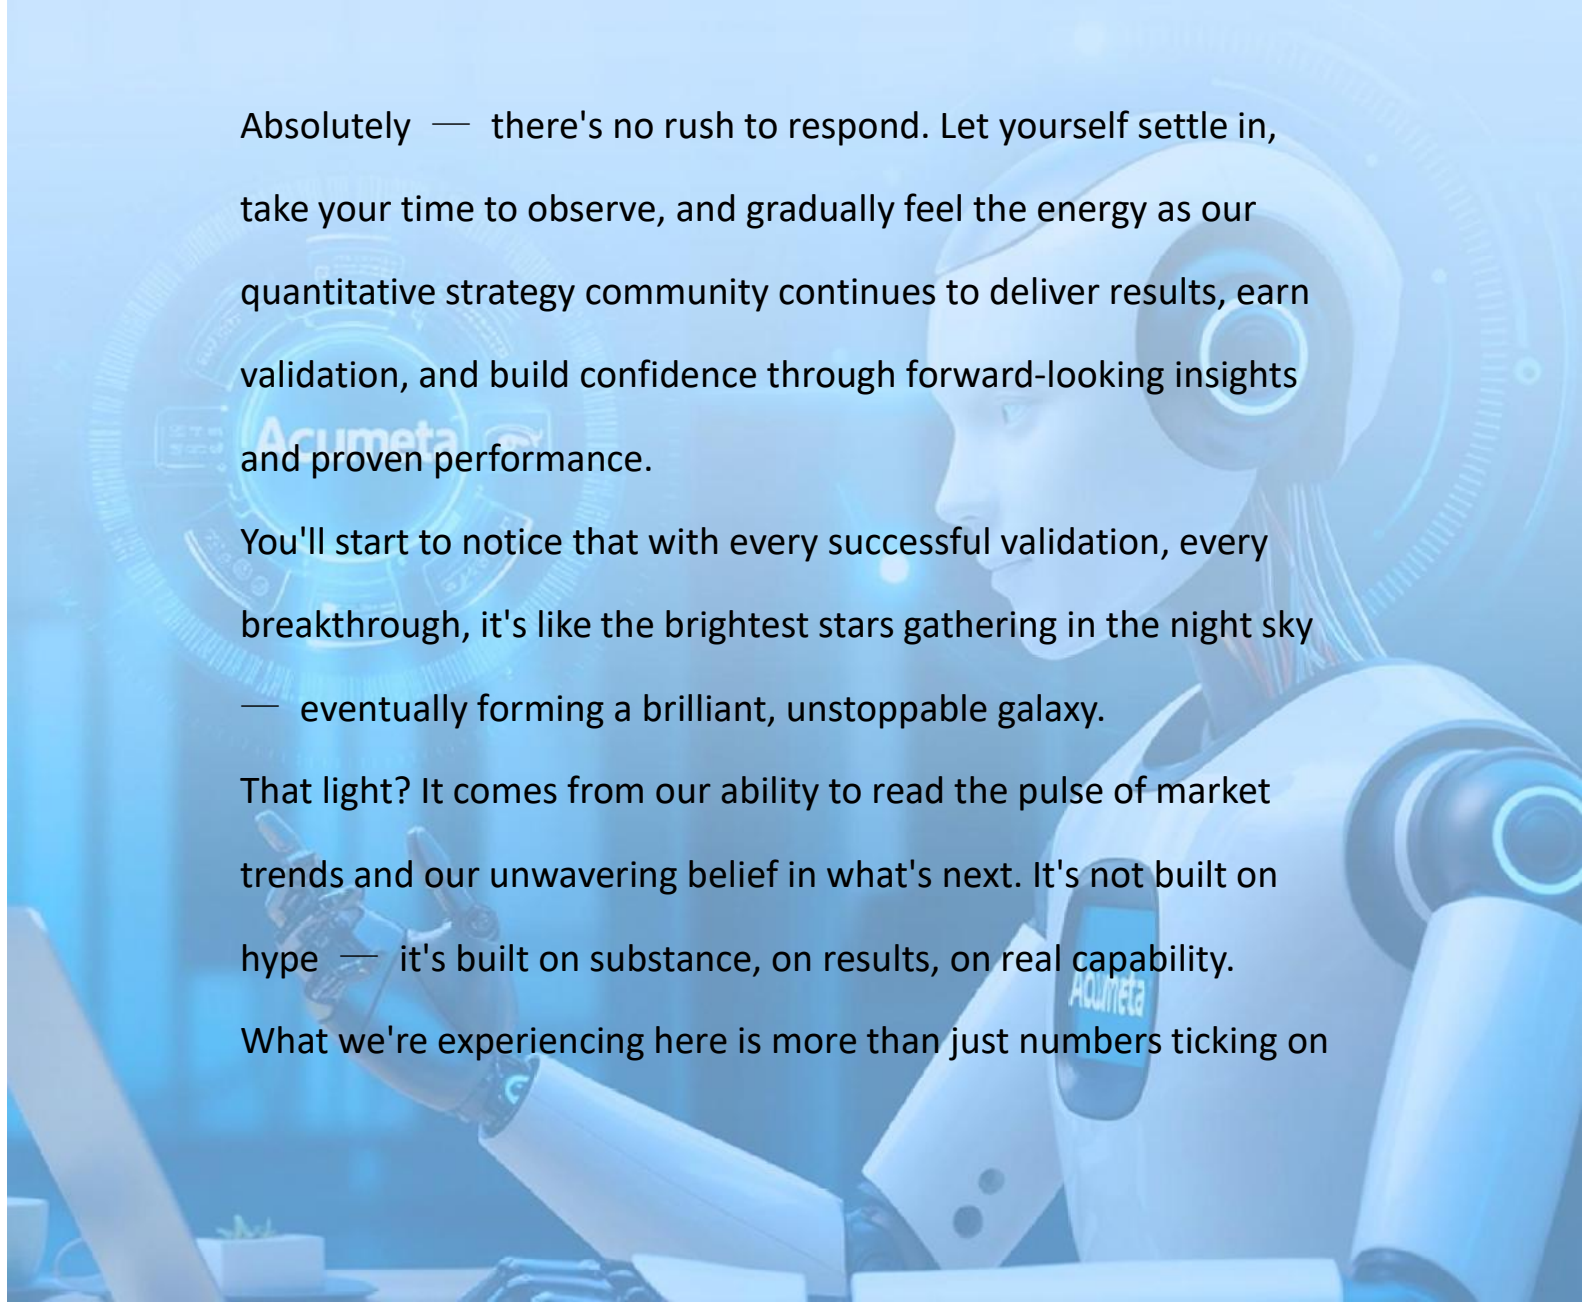 Absolutely — there's no rush to respond. Let yourself settle in,
take your time to observe, and gradually feel the energy as our
quantitative strategy community continues to deliver results, earn
validation, and build confidence through forward-looking insights
Acumeta
and proven performance.
You'll start to notice that with every successful validation, every
breakthrough, it's like the brightest stars gathering in the night sky
— eventually forming a brilliant, unstoppable galaxy.
That light? It comes from our ability to read the pulse of market
trends and our unwavering belief in what's next. It's not built on
hype — it's built on substance, on results, on real capability.
Acumeta
What we're experiencing here is more than just numbers ticking on